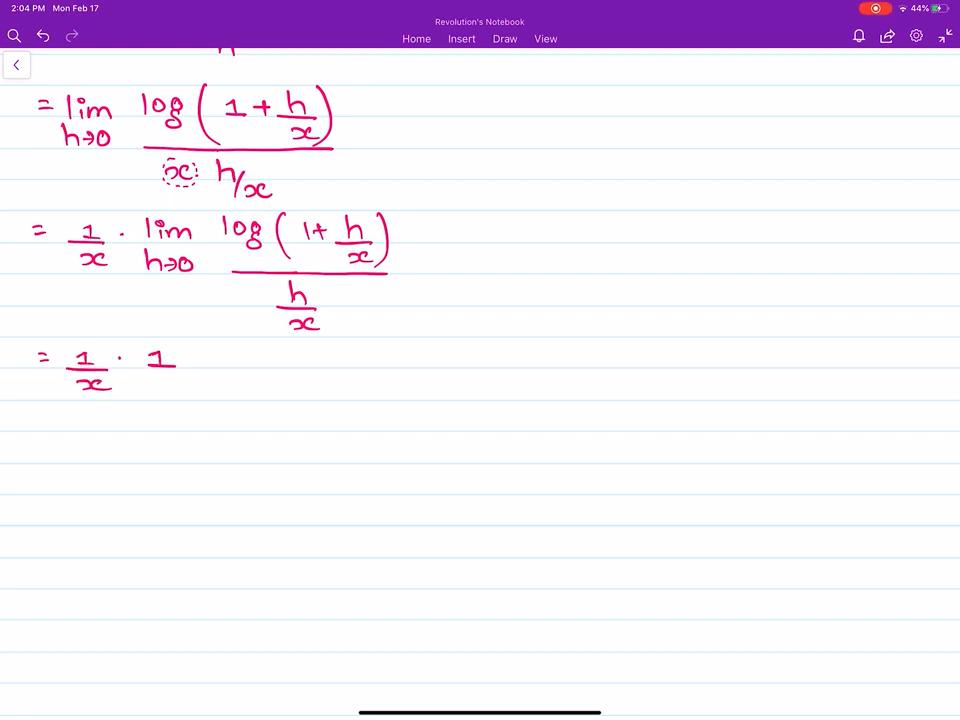 2:04 PM Mon Feb 17
44%
Revolution's Notebook
Home Insert Draw View
h
= lim log ( 1 + h
h→0 x )
x h/x
= 1 . lim log ( 1 + h
x h→0 x )
h
x
= 1 . 1
x